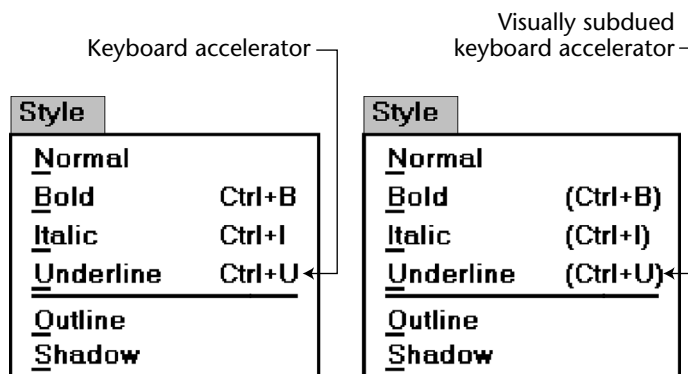 Keyboard accelerator
Visually subdued
keyboard accelerator
Style
Normal
Bold Ctrl+B
Italic Ctrl+I
Underline Ctrl+U
Outline
Shadow
Style
Normal
Bold (Ctrl+B)
Italic (Ctrl+I)
Underline (Ctrl+U)
Outline
Shadow